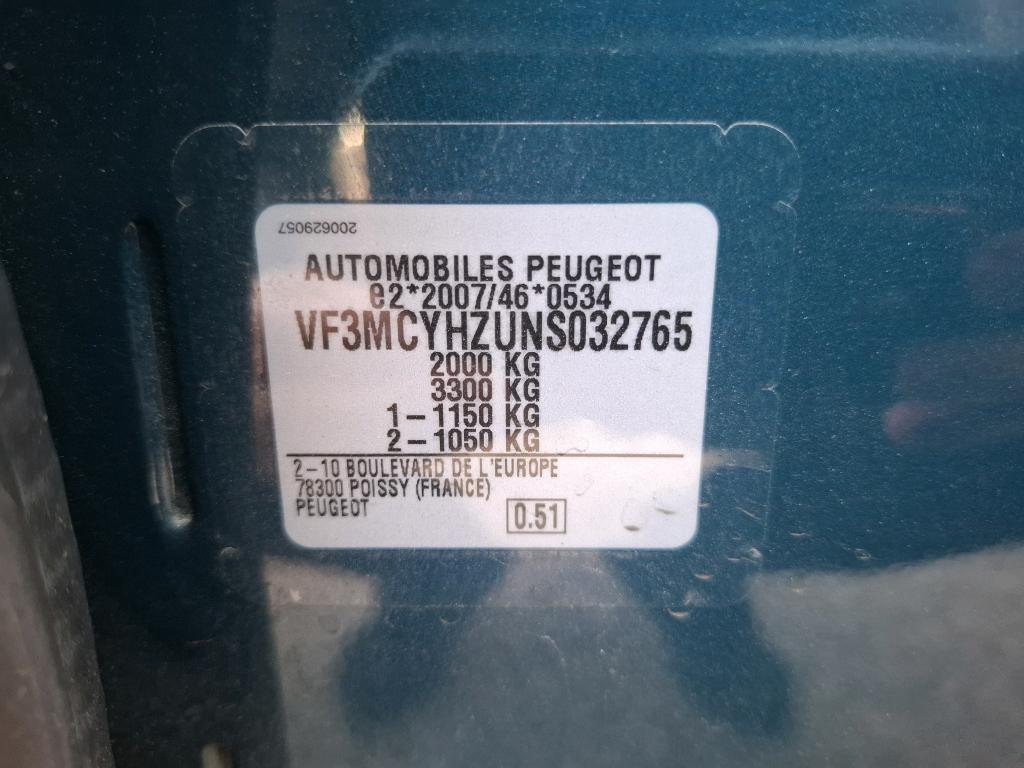 200629057
AUTOMOBILES PEUGEOT
e2*2007/46*0534
VF3MCYHZUNS032765
2000 KG
3300 KG
1 – 1150 KG
2 – 1050 KG
2–10 BOULEVARD DE L'EUROPE
78300 POISSY (FRANCE)
PEUGEOT
0.51